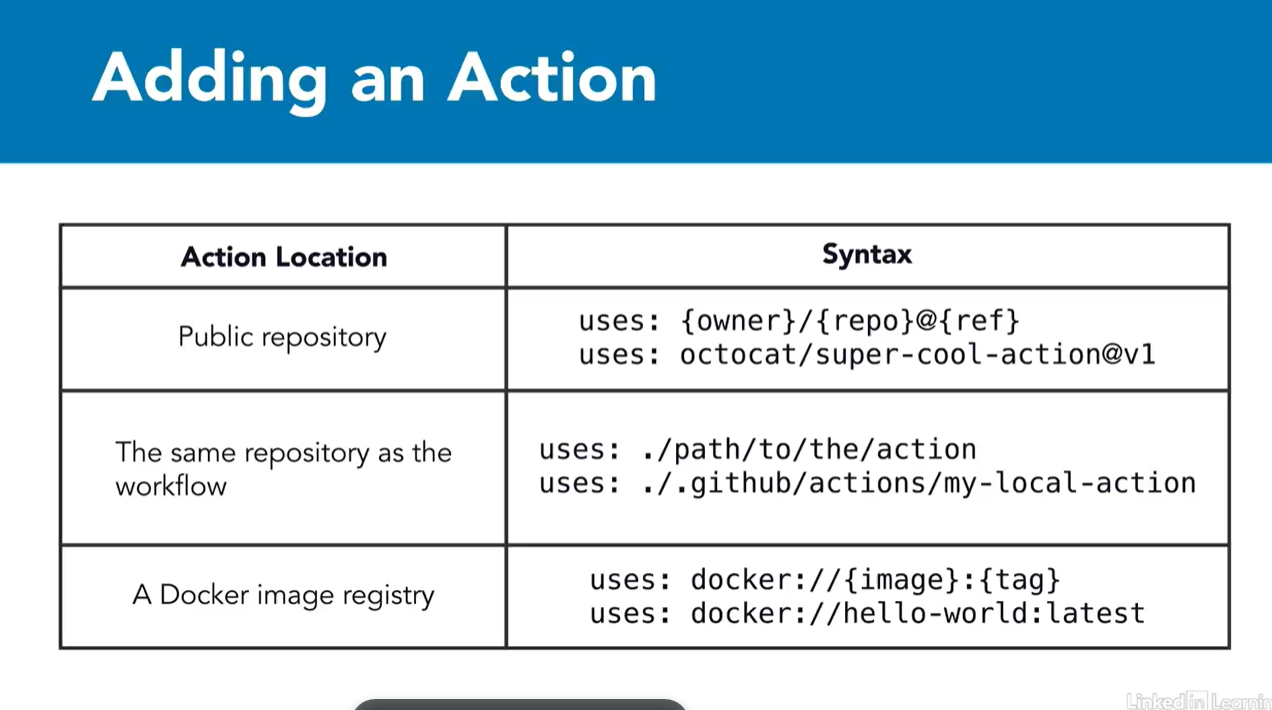 Adding an Action
Action Location
Syntax
Public repository
uses: {owner}/{repo}@{ref}
uses: octocat/super-cool-action@v1
The same repository as the
workflow
uses: ./path/to/the/action
uses: ./.github/actions/my-local-action
A Docker image registry
uses: docker://{image}:{tag}
uses: docker://hello-world:latest
Linked in Learnin